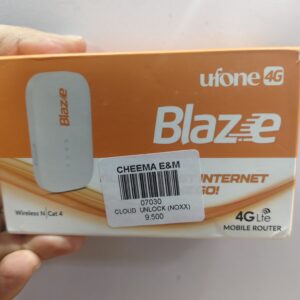 ufone 4G
Blaze
Blaze
INTERNET
GO!
CHEEMA E&M
07030
CLOUD UNLOCK (NOXX)
9,500
Wireless N Cat 4
4G Lte
MOBILE ROUTER